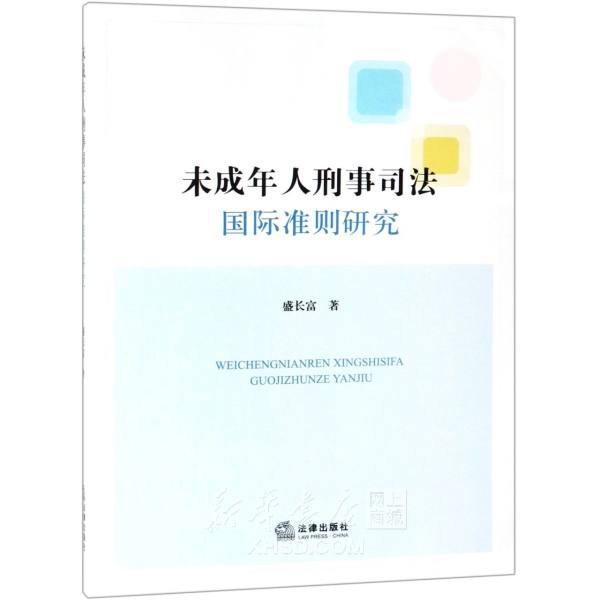 未成年人刑事司法
国际准则研究
盛长富 著
WEICHENGNIANREN XINGSHISIFA
GUOJIZHUNZE YANJIU
新华书店
网上
商城
XHSD.COM
法律出版社
LAW PRESS·CHINA